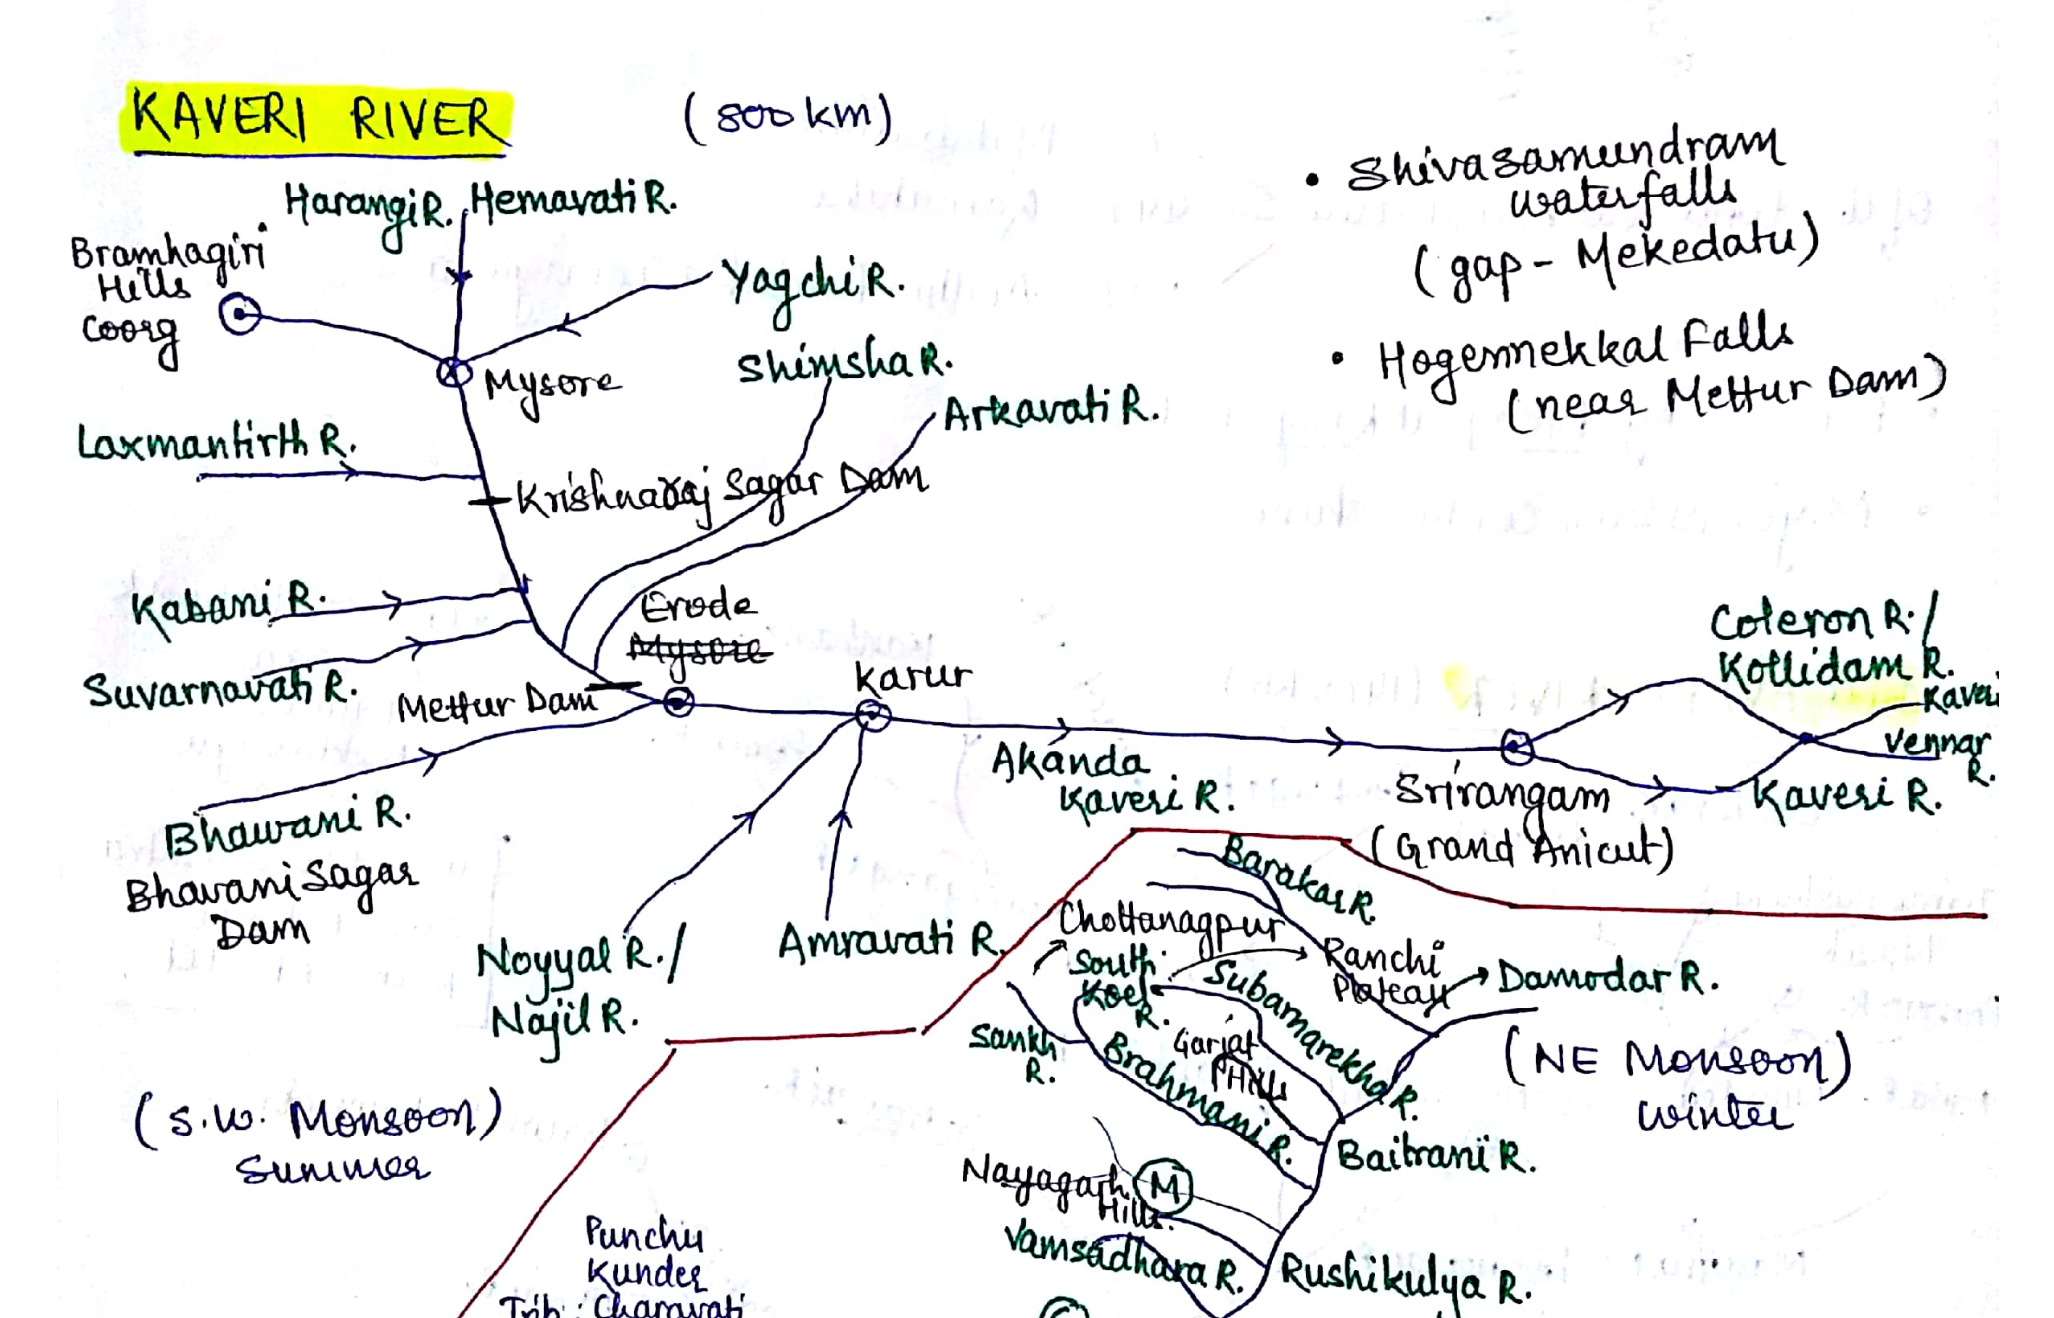 KAVERI RIVER (800 km)
• Shivasamundram
waterfalls
(gap - Mekedatu)
• Hogennekkal Falls
(near Mettur Dam)
Harangi R. Hemavati R.
Bramhagiri
Hills
Coorg
Yagchi R.
Mysore
Shimsha R.
Arkavati R.
Laxmantirth R.
Krishnaraj Sagar Dam
Kabani R.
Erode
Mysore
Suvarnavati R.
Mettur Dam
Karur
Coleron R./
Kollidam R.
Kaveri
Vennar
R.
Akanda
Kaveri R.
Srirangam
(Grand Anicut)
Kaveri R.
Bhawani R.
Bhavani Sagar
Dam
Noyyal R./
Najil R.
Amravati R.
Barakar R.
Chottanagpur
South
Koel
R.
Ranchi
Plateau
Damodar R.
Subarnarekha R.
Sankh
R.
Garjat
Hills
Brahmani R.
(NE Monsoon)
Winter
Baitrani R.
(S.W. Monsoon)
Summer
Nayagarh
Hills
M
Vamsadhara R.
Rushikulya R.
Punchu
Kunder
Trib: Chamvati